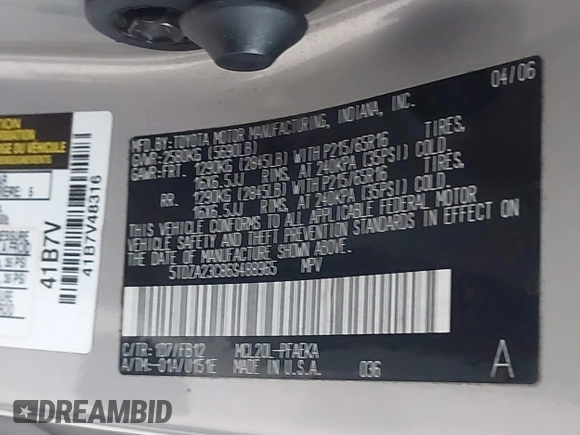 04/06
MFD.BY:TOYOTA MOTOR MANUFACTURING, INDIANA, INC.
GVWR-2580KG (5690LB)
GAWR-FRT. 1290KG (2845LB) WITH P215/65R16 TIRES,
16X6.5JJ RIMS, AT 240KPA (35PSI) COLD.
RR. 1290KG (2845LB) WITH P215/65R16 TIRES,
16X6.5JJ RIMS, AT 240KPA (35PSI) COLD.
THIS VEHICLE CONFORMS TO ALL APPLICABLE FEDERAL MOTOR
VEHICLE SAFETY AND THEFT PREVENTION STANDARDS IN EFFECT ON
THE DATE OF MANUFACTURE SHOWN ABOVE.
5TDZA23C86S488965 MPV
C/TR: 1D7/FB12 MCL20L-PFAEKA
A/TM:-01A/U151E MADE IN U.S.A. 036
A
41B7V
41B7V48316
DREAMBID